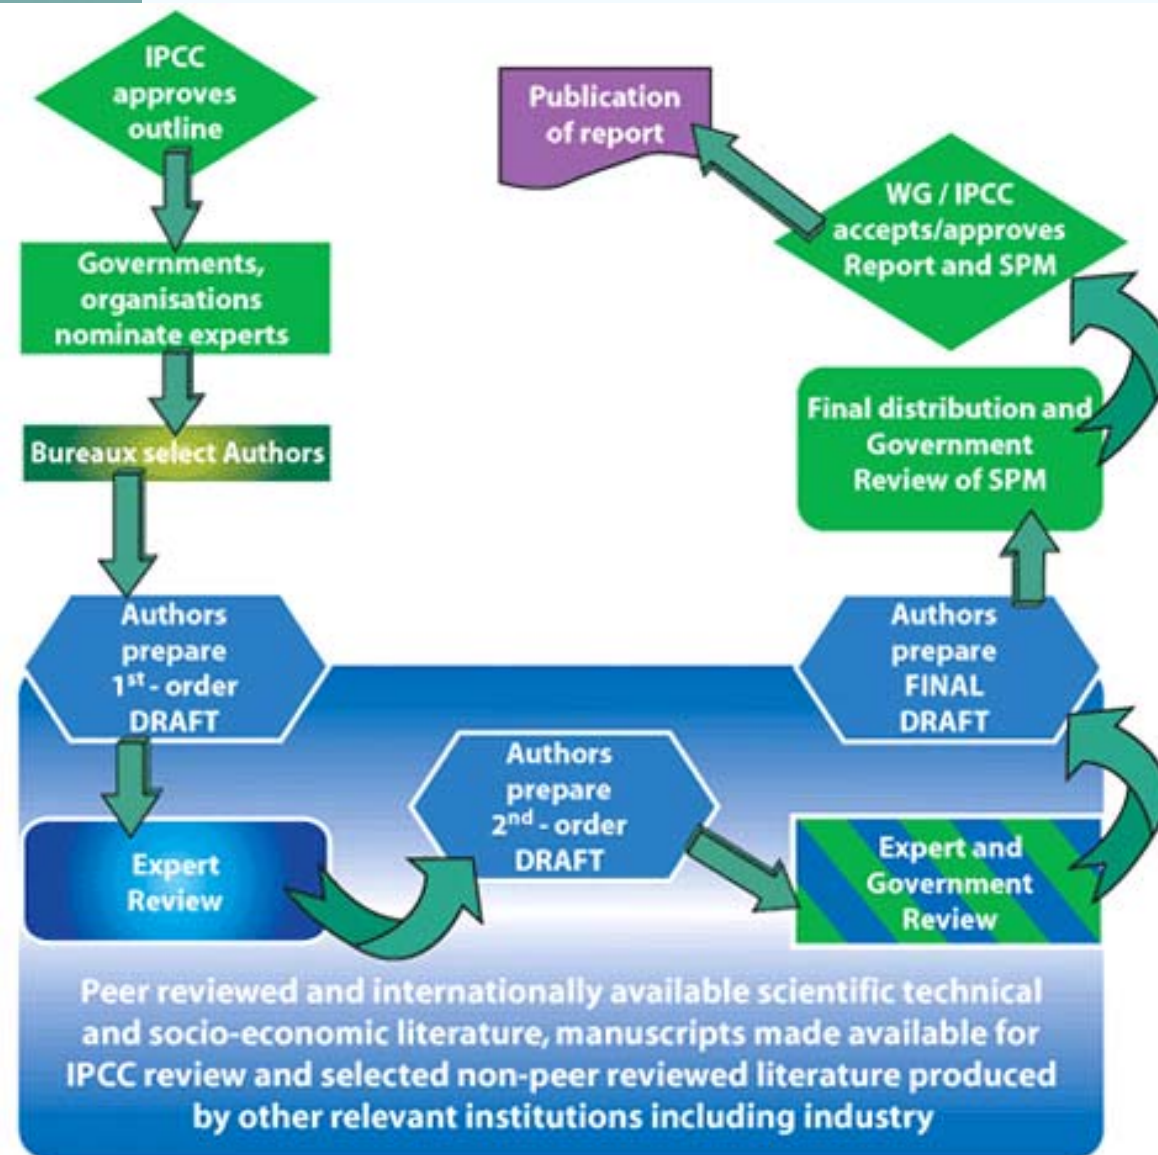 IPCC
approves
outline
Governments,
organisations
nominate experts
Bureaux select Authors
Authors
prepare
1st - order
DRAFT
Expert
Review
Authors
prepare
2nd - order
DRAFT
Expert and
Government
Review
Authors
prepare
FINAL
DRAFT
Final distribution and
Government
Review of SPM
WG / IPCC
accepts/approves
Report and SPM
Publication
of report
Peer reviewed and internationally available scientific technical
and socio-economic literature, manuscripts made available for
IPCC review and selected non-peer reviewed literature produced
by other relevant institutions including industry